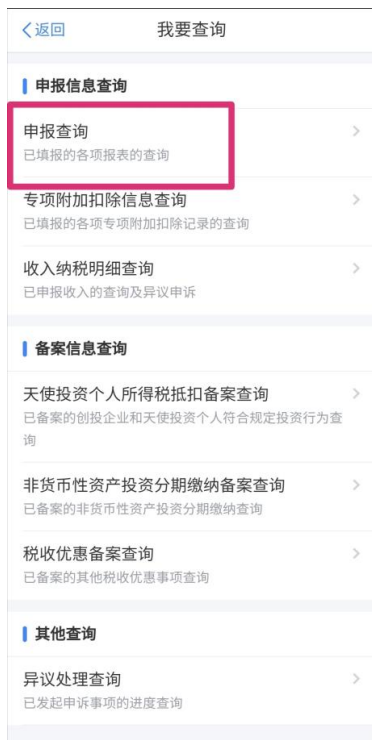 返回 我要查询
申报信息查询
申报查询
已填报的各项报表的查询
专项附加扣除信息查询
已填报的各项专项附加扣除记录的查询
收入纳税明细查询
已申报收入的查询及异议申诉
备案信息查询
天使投资个人所得税抵扣备案查询
已备案的创投企业和天使投资个人符合规定投资行为查
询
非货币性资产投资分期缴纳备案查询
已备案的非货币性资产投资分期缴纳查询
税收优惠备案查询
已备案的其他税收优惠事项查询
其他查询
异议处理查询
已发起申诉事项的进度查询